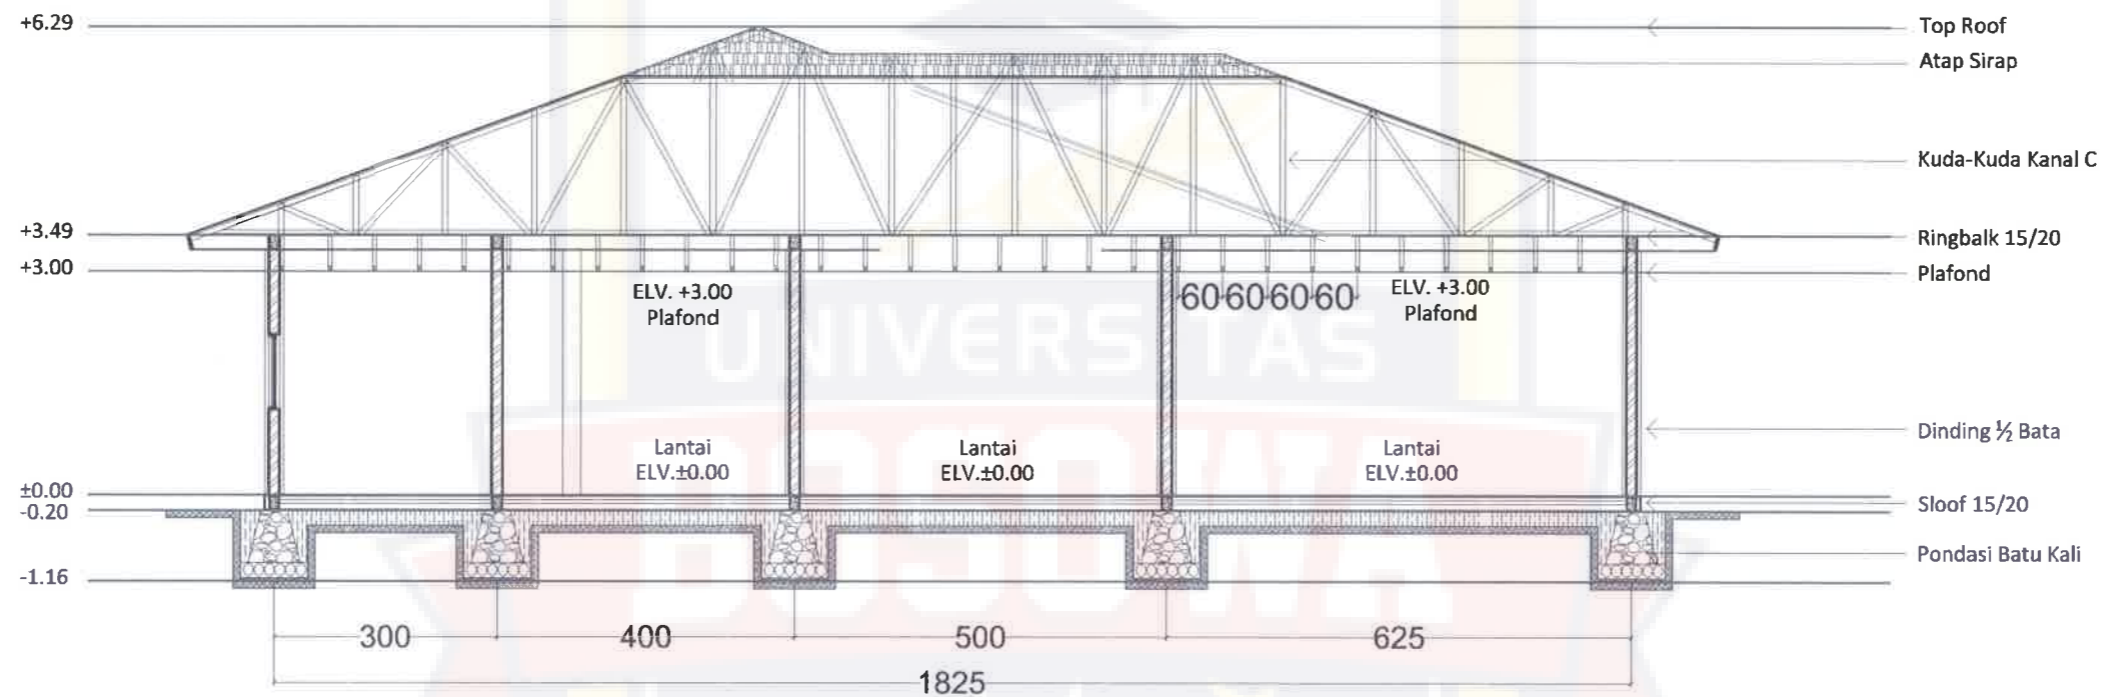 +6.29
Top Roof
Atap Sirap
Kuda-Kuda Kanal C
+3.49
Ringbalk 15/20
+3.00
Plafond
ELV. +3.00
Plafond
60 60 60 60
ELV. +3.00
Plafond
UNIVERSITAS
BOSOWA
Dinding ½ Bata
Lantai
ELV.±0.00
Lantai
ELV.±0.00
Lantai
ELV.±0.00
±0.00
-0.20
Sloof 15/20
Pondasi Batu Kali
-1.16
300
400
500
625
1825